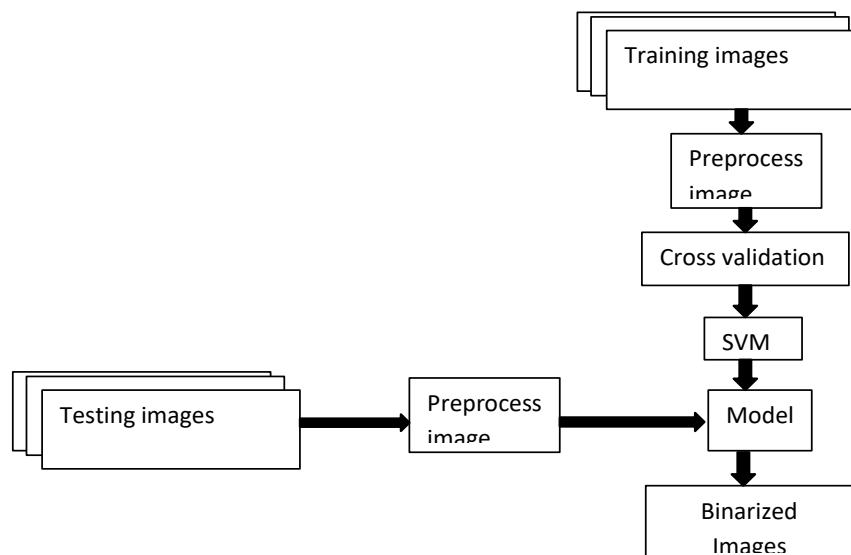 Training images
Preprocess
image
Cross validation
SVM
Testing images
Preprocess
image
Model
Binarized
Images